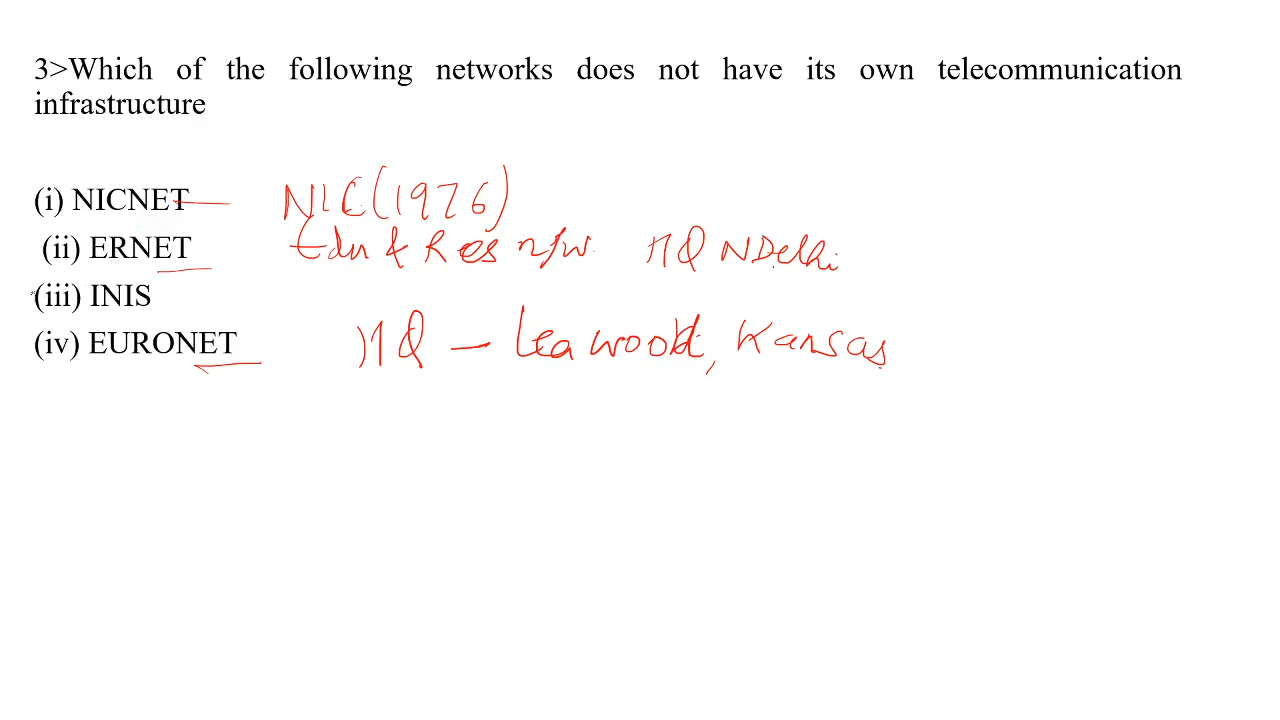 3>Which of the following networks does not have its own telecommunication
infrastructure
(i) NICNET NIC(1976)
(ii) ERNET Edu & Res n/w. HQ NDelhi
(iii) INIS
(iv) EURONET HQ - Leawood, Kansas